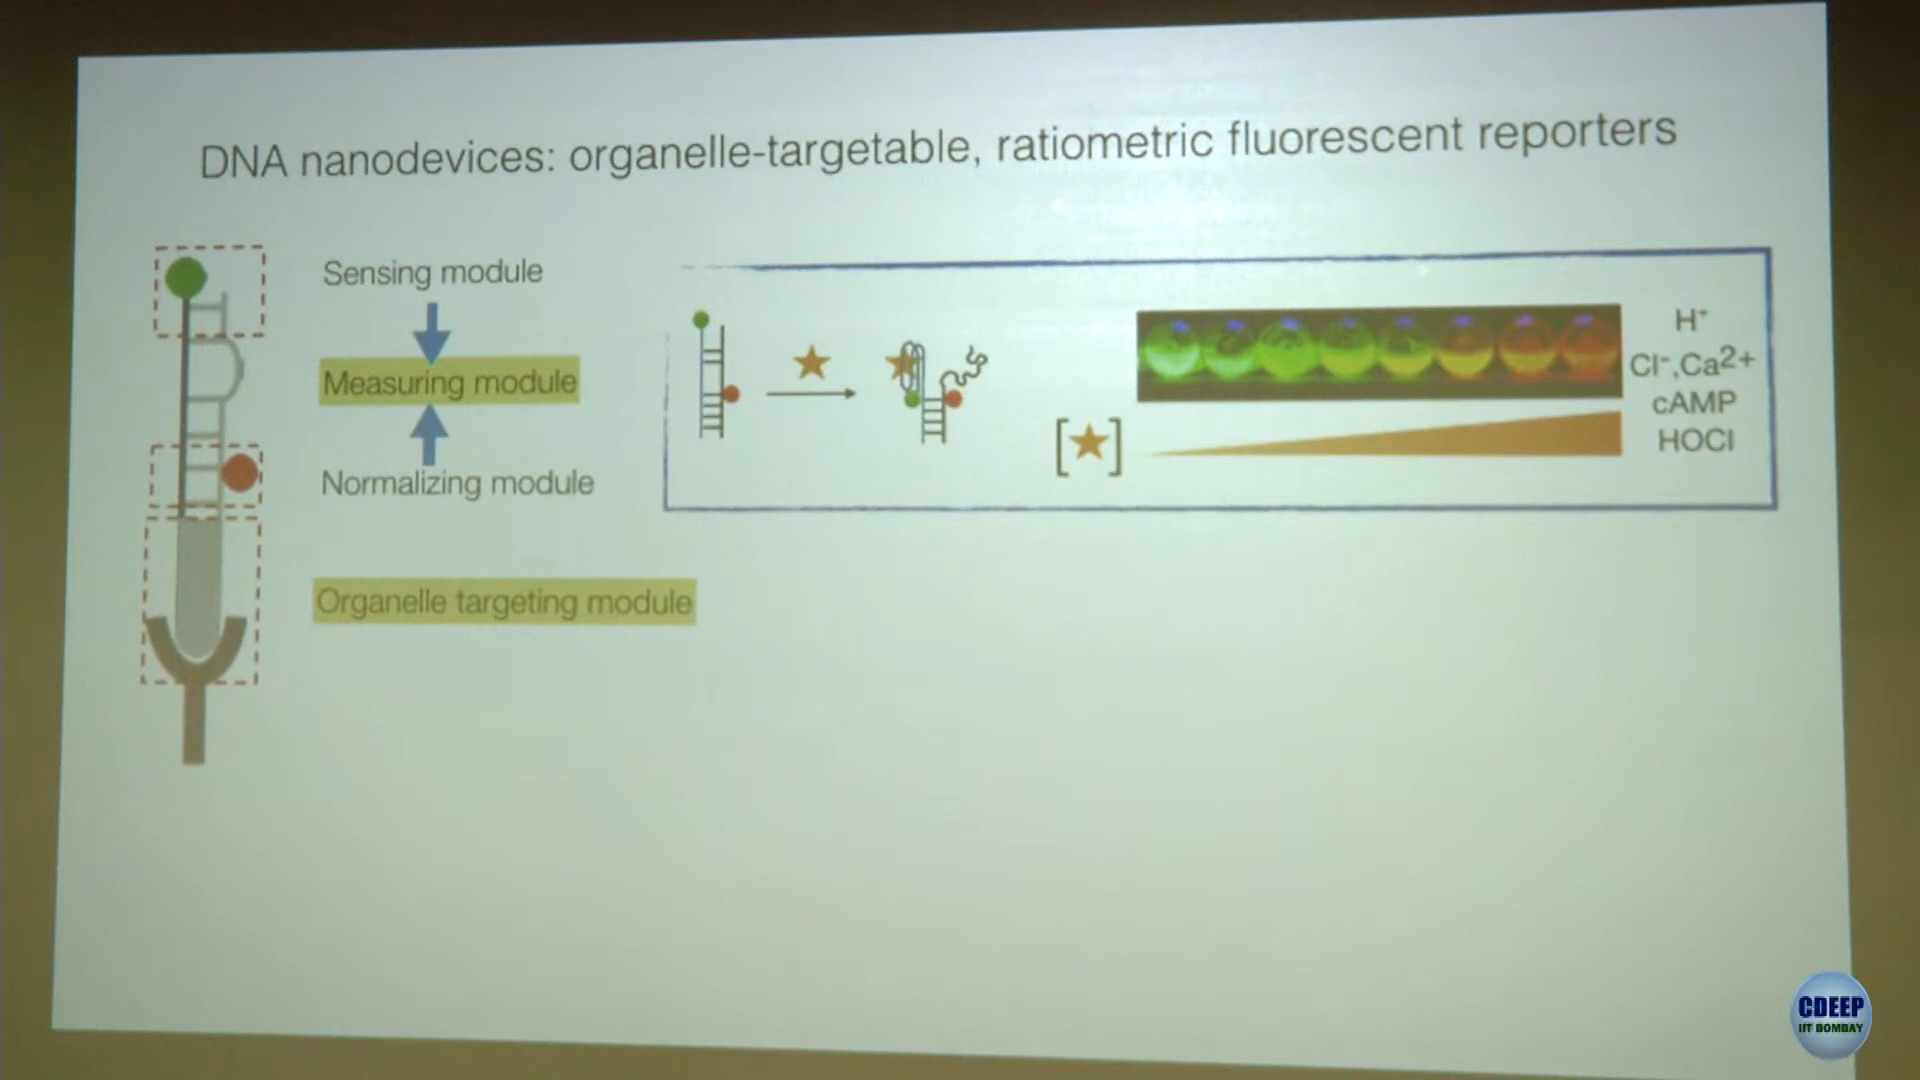 DNA nanodevices: organelle-targetable, ratiometric fluorescent reporters
Sensing module
Measuring module
Normalizing module
Organelle targeting module
[★]
H⁺
Cl⁻,Ca2+
cAMP
HOCl
CDEEP
IIT BOMBAY